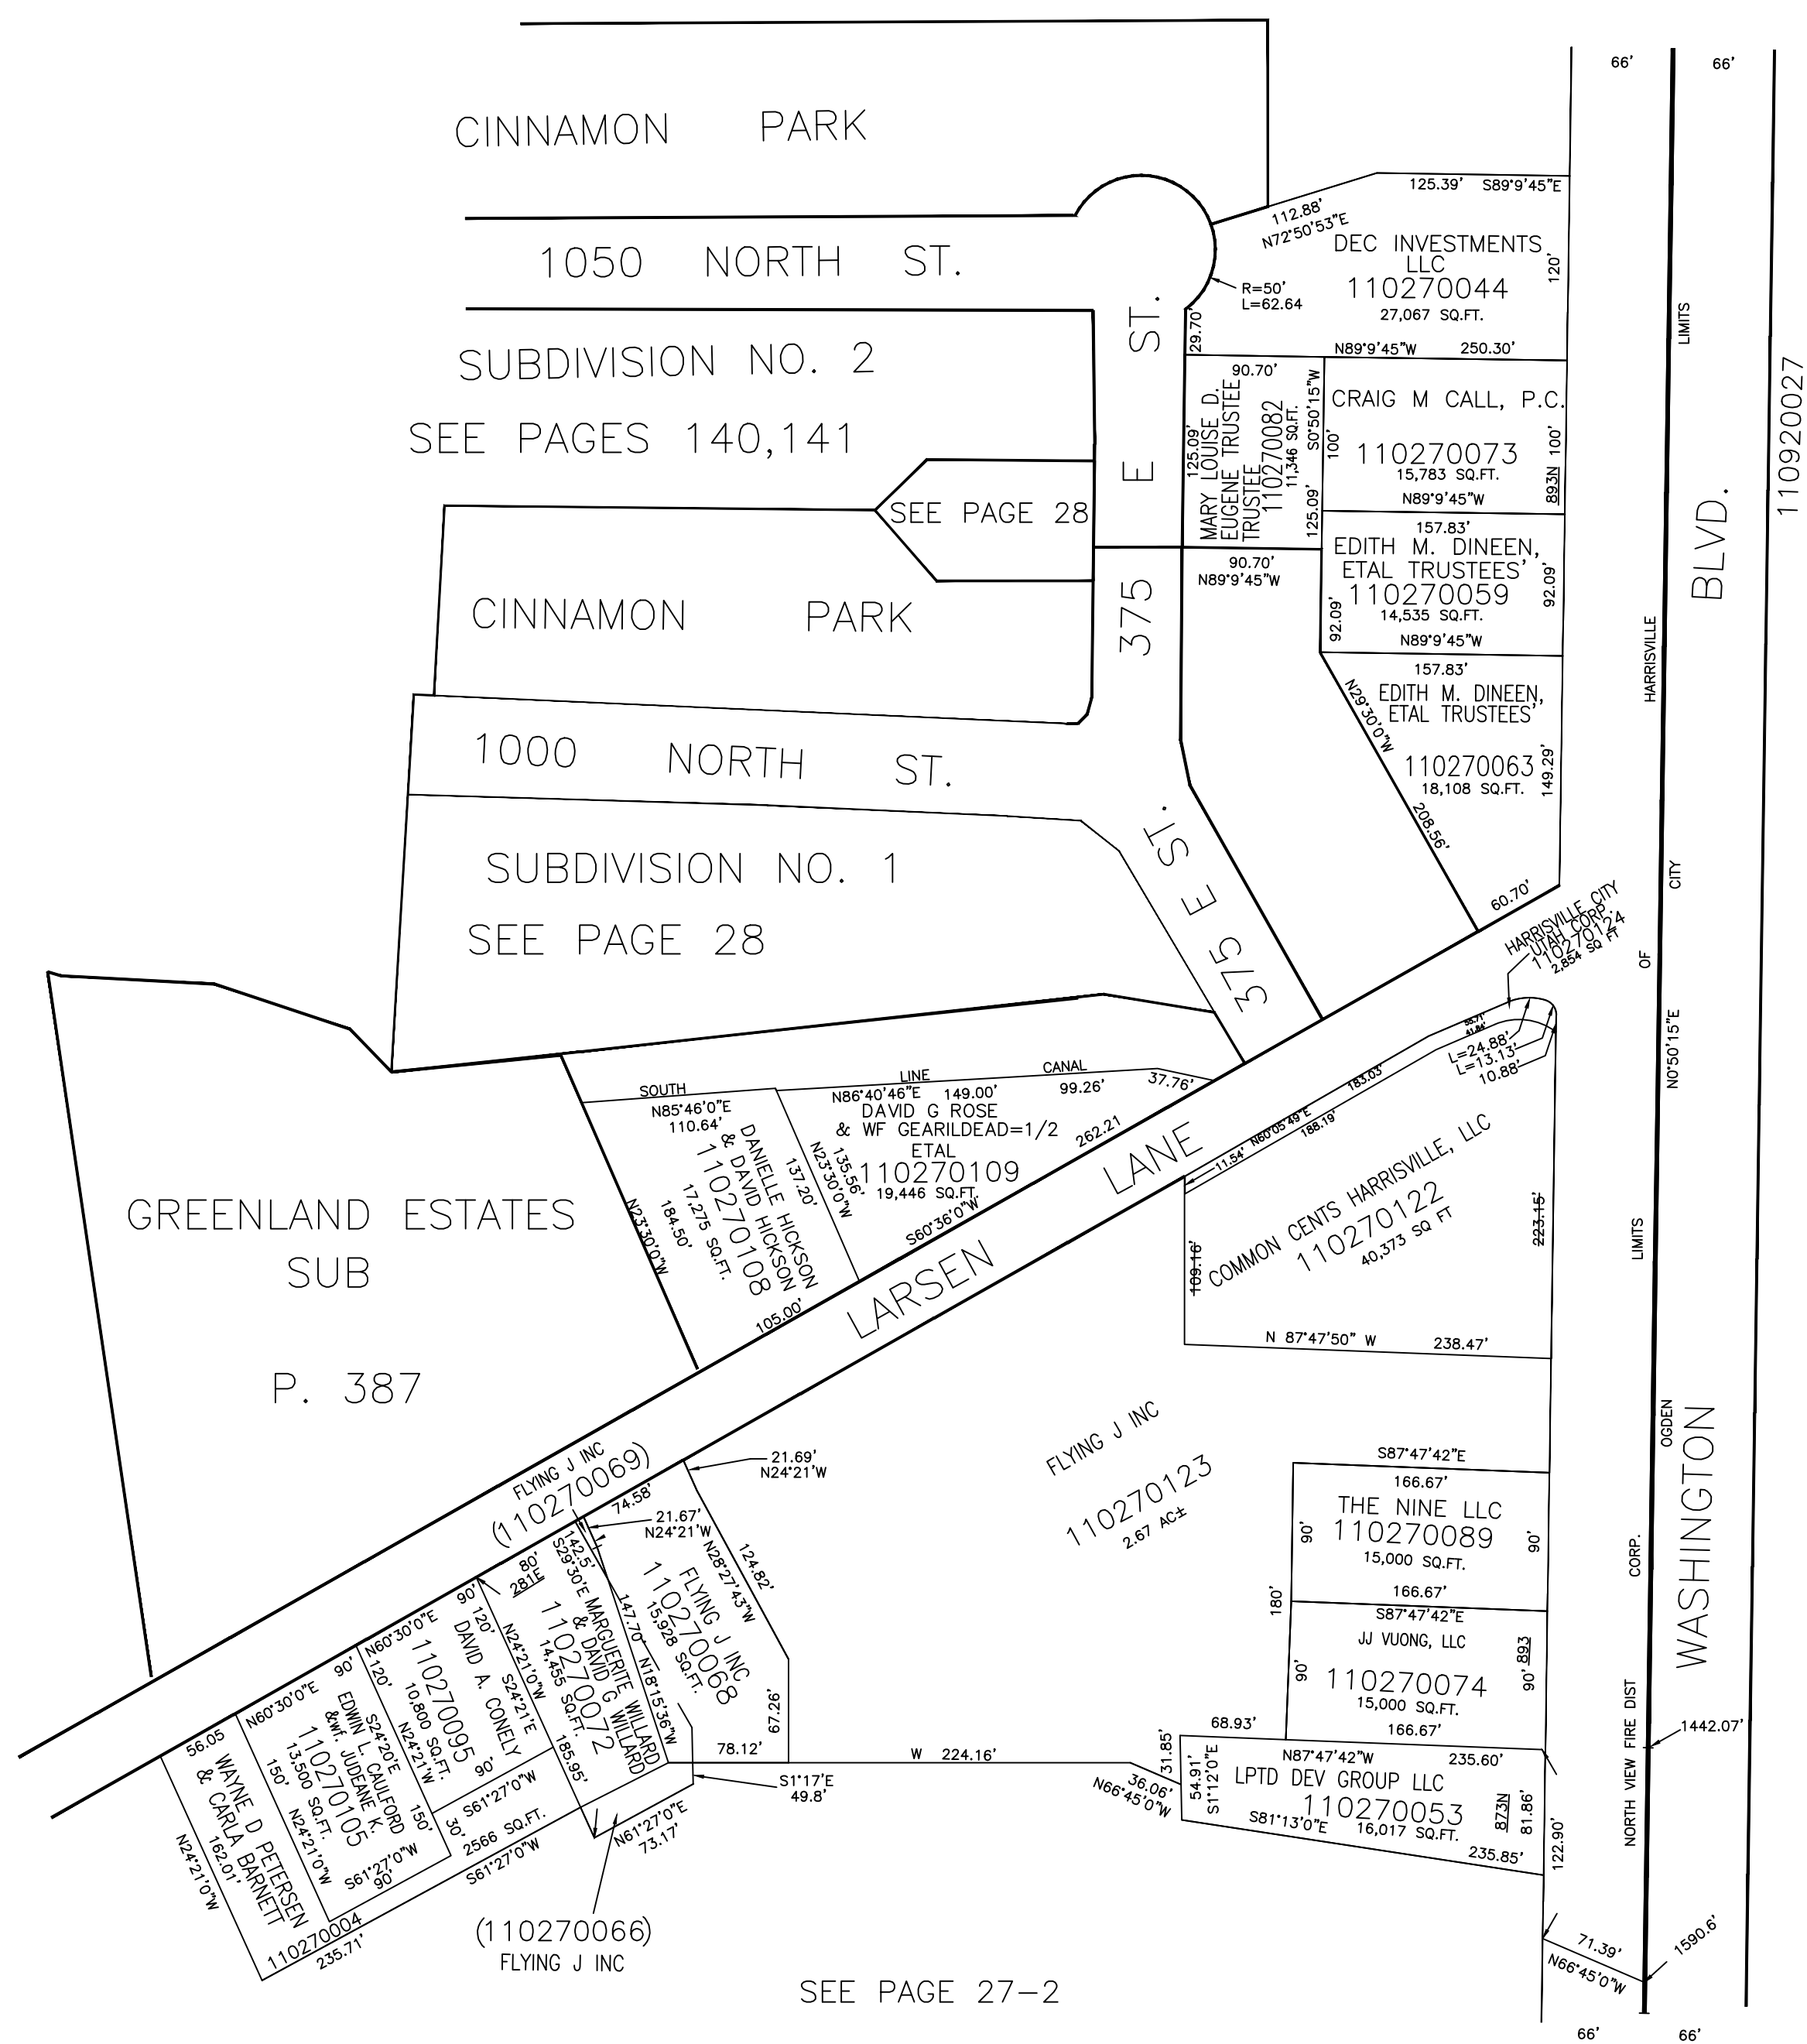 66'
66'
CINNAMON PARK
125.39' S89°9'45"E
112.88'
N72°50'53"E
DEC INVESTMENTS
LLC
110270044
27,067 SQ.FT.
120'
1050 NORTH ST.
R=50'
L=62.64
29.70'
N89°9'45"W 250.30'
LIMITS
SUBDIVISION NO. 2
SEE PAGES 140,141
375 E ST.
90.70'
MARY LOUISE D.
EUGENE TRUSTEE
TRUSTEE
110270082
11,346 SQ.FT.
125.09'
S0°50'15"W
125.09'
CRAIG M CALL, P.C.
110270073
15,783 SQ.FT.
100'
893N 100'
N89°9'45"W
110920027
BLVD.
SEE PAGE 28
157.83'
EDITH M. DINEEN,
ETAL TRUSTEES'
110270059
14,535 SQ.FT.
92.09'
92.09'
N89°9'45"W
90.70'
N89°9'45"W
CINNAMON PARK
HARRISVILLE
157.83'
EDITH M. DINEEN,
ETAL TRUSTEES'
110270063
18,108 SQ.FT.
149.29'
N29°30'0"W
208.56'
60.70'
1000 NORTH ST.
SUBDIVISION NO. 1
SEE PAGE 28
375 E ST.
CITY
OF
HARRISVILLE CITY
UTAH CORP.
110270124
2,854 SQ FT
N0°50'15"E
55.71'
41.84'
L=24.88'
L=13.13'
10.88'
SOUTH LINE CANAL
N85°46'0"E
110.64'
N86°40'46"E 149.00'
99.26'
37.76'
DAVID G ROSE
& WF GEARILDEAD=1/2
ETAL
110270109
19,446 SQ.FT.
262.21
S60°36'0"W
135.56'
N23°30'0"W
137.20'
DANIELLE HICKSON
& DAVID HICKSON
110270108
17,275 SQ.FT.
184.50'
N23°30'0"W
105.00'
LARSEN LANE
183.03'
N60°05'49"E
188.19'
11.54'
COMMON CENTS HARRISVILLE, LLC
110270122
40,373 SQ FT
109.16'
223.15'
N 87°47'50" W 238.47'
LIMITS
GREENLAND ESTATES
SUB
P. 387
FLYING J INC
110270123
2.67 AC±
OGDEN
WASHINGTON
S87°47'42"E
166.67'
THE NINE LLC
110270089
15,000 SQ.FT.
90'
90'
166.67'
S87°47'42"E
180'
JJ VUONG, LLC
110270074
15,000 SQ.FT.
90'
90' 893
166.67'
CORP.
NORTH VIEW FIRE DIST
1442.07'
FLYING J INC
(110270069)
74.58'
21.69'
N24°21'W
21.67'
N24°21'W
124.82'
N28°27'43"W
FLYING J INC
110270068
15,928 SQ.FT.
67.26'
78.12'
147.70'
N18°15'36"W
142.5'
S29°30'E
MARGUERITE WILLARD
& DAVID G WILLARD
110270072
14,455 SQ.FT.
80'
281E
185.95'
N24°21'0"W
S24°21'E
90'
120'
N60°30'0"E
DAVID A. CONELY
110270095
10,800 SQ.FT.
90'
120'
N24°21'W
S61°27'0"W
S24°20'E
150'
30'
90'
N60°30'0"E
EDWIN L. CAULFORD
&wf. JUDEANE K.
110270105
13,500 SQ.FT.
150'
N24°21'0"W
S61°27'0"W
90'
56.05
WAYNE D PETERSEN
& CARLA BARNETT
162.01'
N24°21'0"W
110270004
2566 SQ.FT.
S61°27'0"W
235.71'
(110270066)
FLYING J INC
N61°27'0"E
73.17'
S1°17'E
49.8'
W 224.16'
36.06'
N66°45'0"W
31.85'
68.93'
N87°47'42"W 235.60'
54.91'
S1°12'0"E
LPTD DEV GROUP LLC
110270053
16,017 SQ.FT.
873N
81.86'
S81°13'0"E
235.85'
122.90'
71.39'
N66°45'0"W
1590.6'
SEE PAGE 27-2
66'
66'